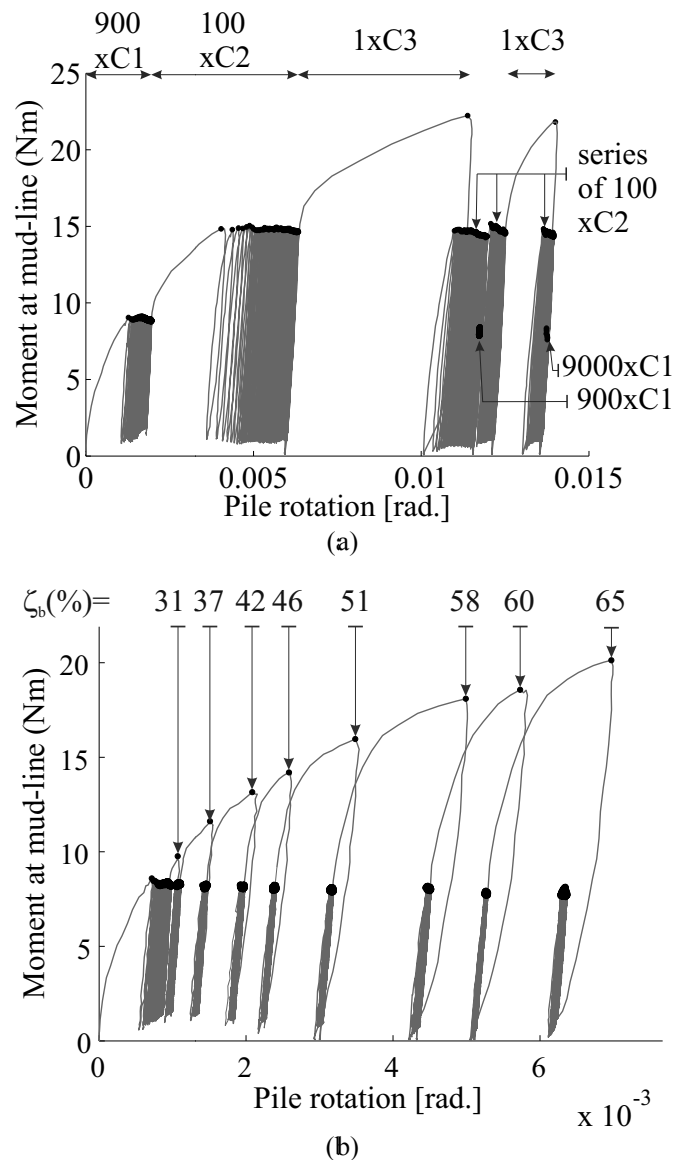 900 100 1xC3 1xC3
xC1 xC2
25
20
15
10
5
0
Moment at mud-line (Nm)
series
of 100
xC2
9000xC1
900xC1
0 0.005 0.01 0.015
Pile rotation [rad.]
(a)
ζb(%)= 31 37 42 46 51 58 60 65
20
15
10
5
0
Moment at mud-line (Nm)
0 2 4 6
Pile rotation [rad.]
x 10-3
(b)